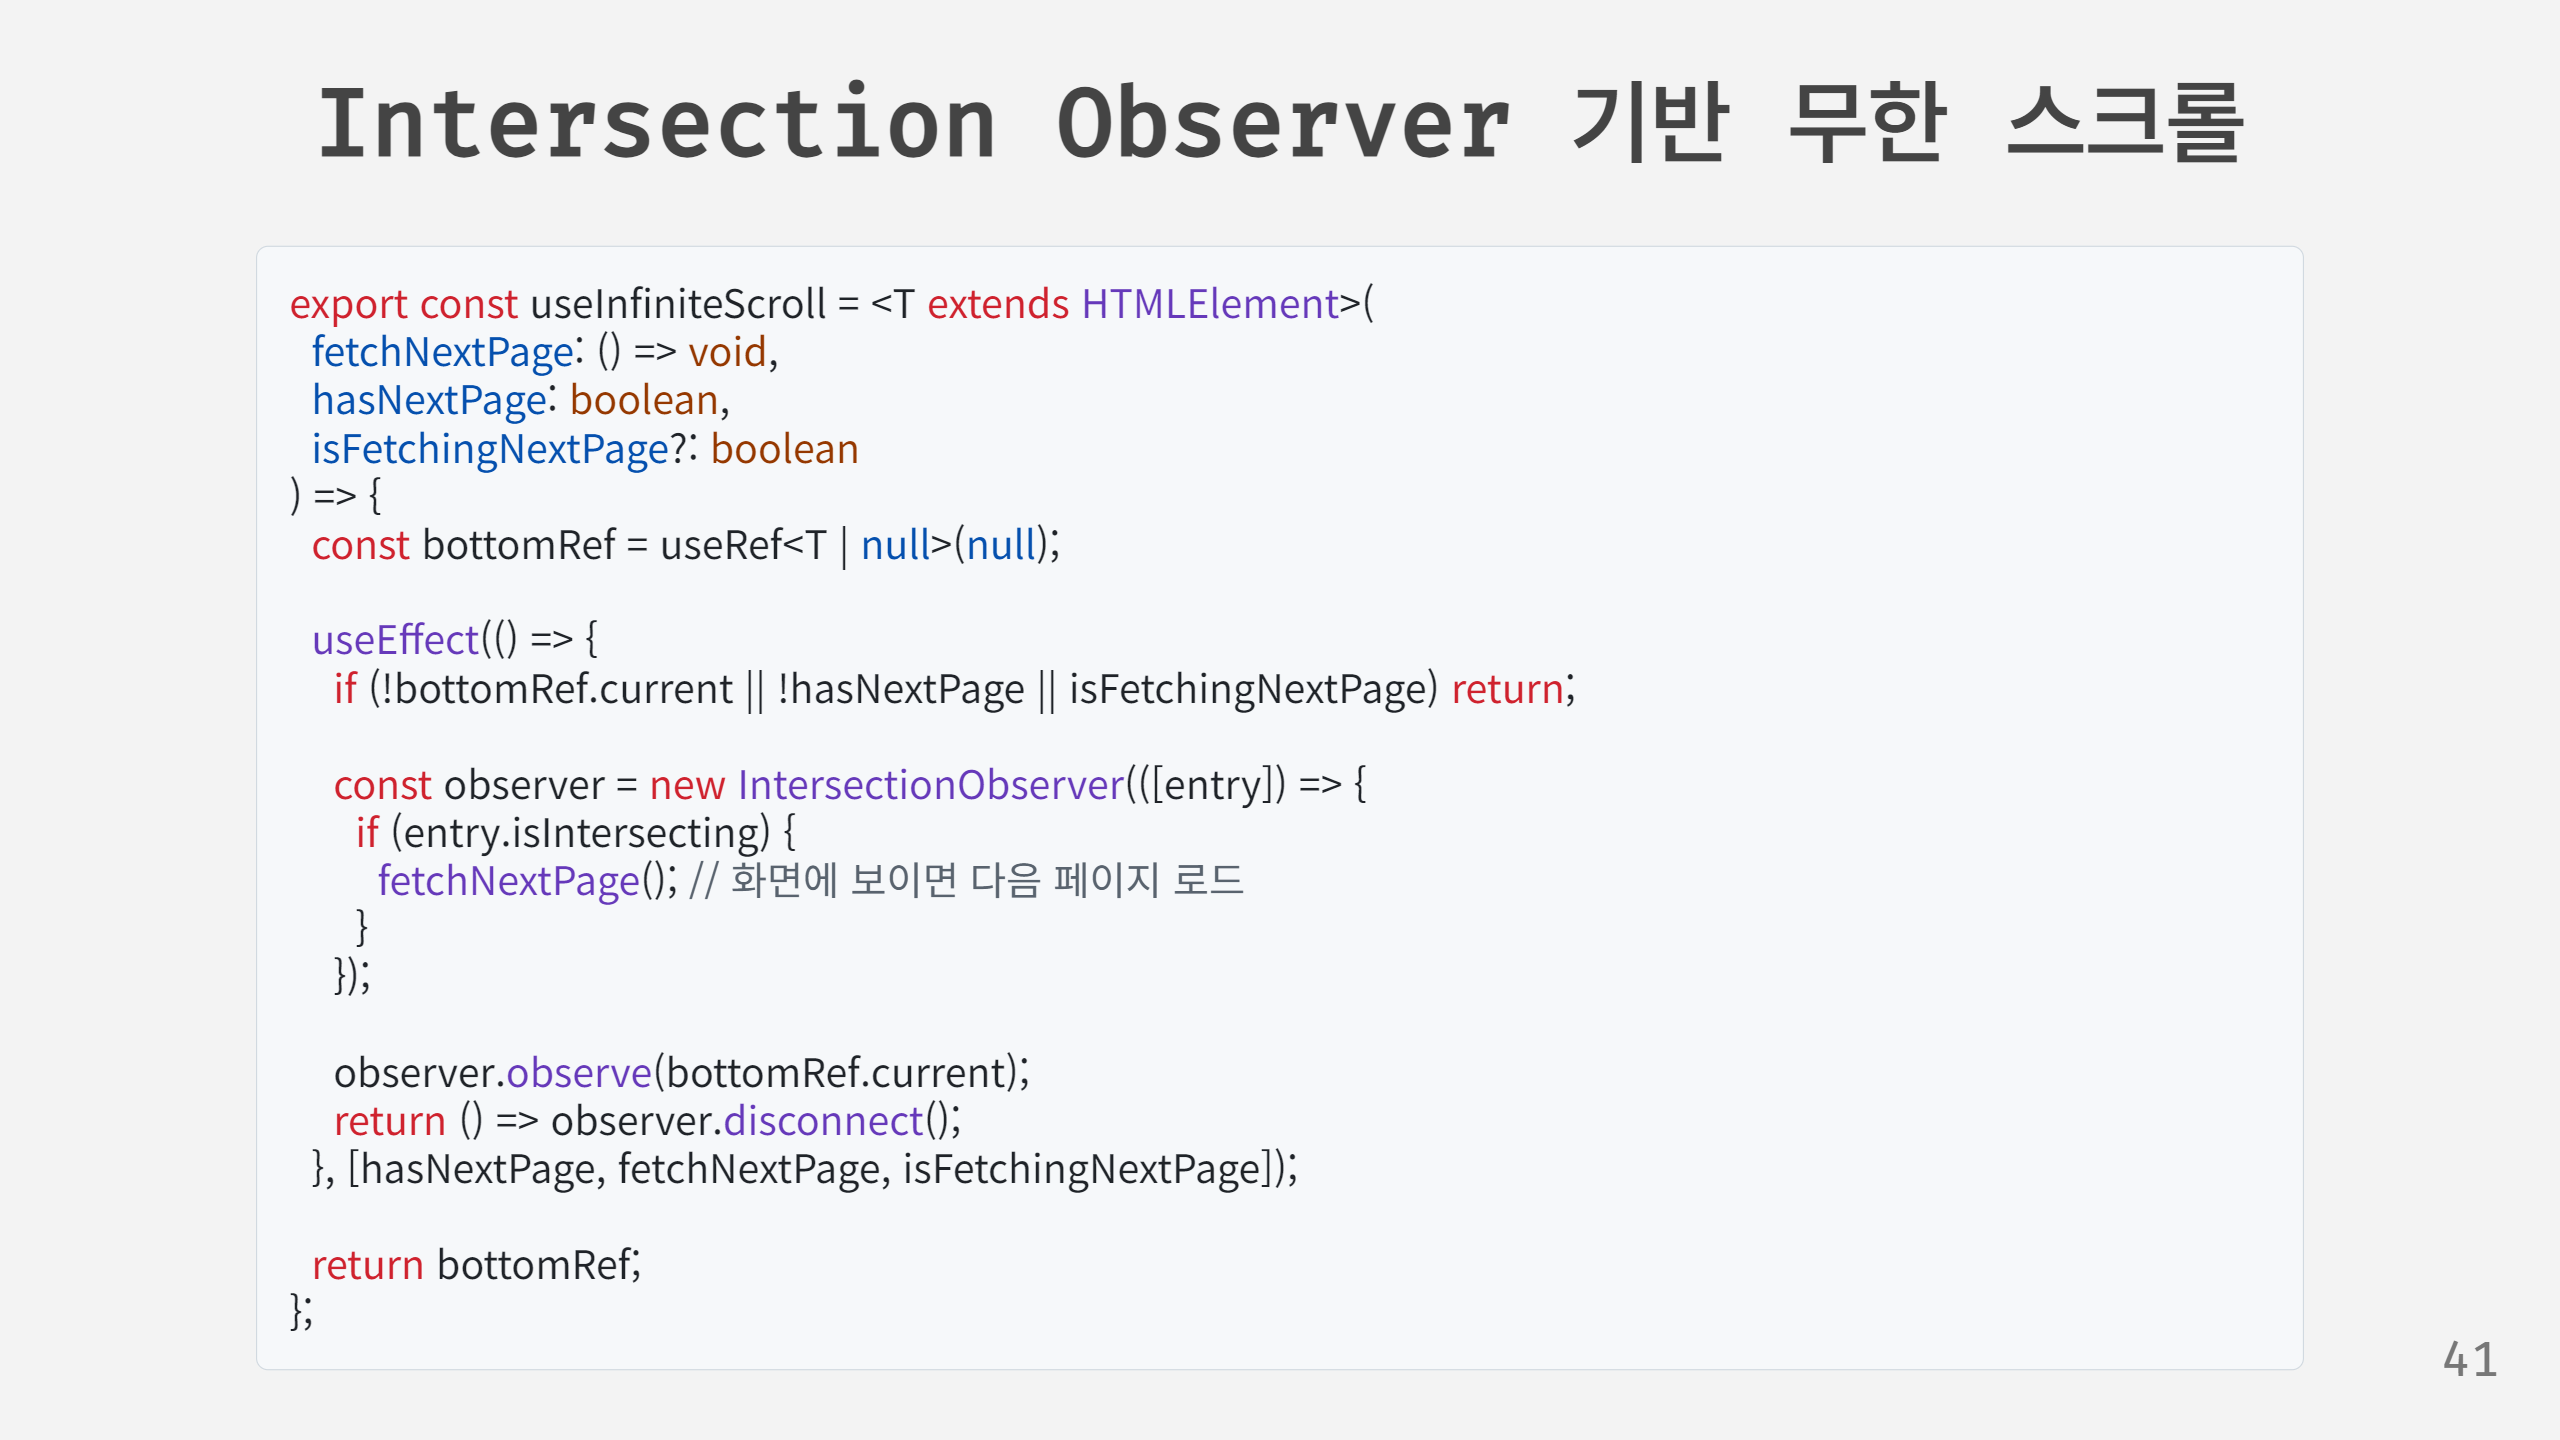 Intersection Observer 기반 무한 스크롤
export const useInfiniteScroll = <T extends HTMLElement>(
  fetchNextPage: () => void,
  hasNextPage: boolean,
  isFetchingNextPage?: boolean
) => {
  const bottomRef = useRef<T | null>(null);

  useEffect(() => {
    if (!bottomRef.current || !hasNextPage || isFetchingNextPage) return;

    const observer = new IntersectionObserver(([entry]) => {
      if (entry.isIntersecting) {
        fetchNextPage(); // 화면에 보이면 다음 페이지 로드
      }
    });

    observer.observe(bottomRef.current);
    return () => observer.disconnect();
  }, [hasNextPage, fetchNextPage, isFetchingNextPage]);

  return bottomRef;
};
41